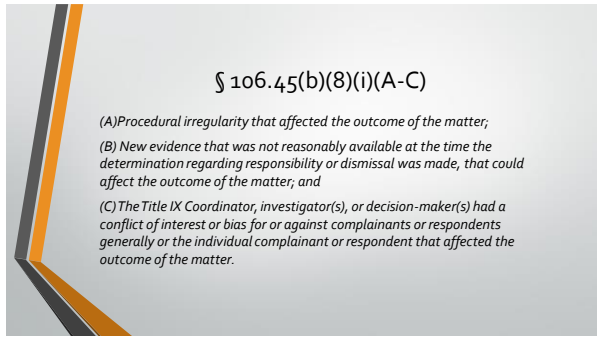 § 106.45(b)(8)(i)(A-C)
(A)Procedural irregularity that affected the outcome of the matter;
(B) New evidence that was not reasonably available at the time the
determination regarding responsibility or dismissal was made, that could
affect the outcome of the matter; and
(C) The Title IX Coordinator, investigator(s), or decision-maker(s) had a
conflict of interest or bias for or against complainants or respondents
generally or the individual complainant or respondent that affected the
outcome of the matter.